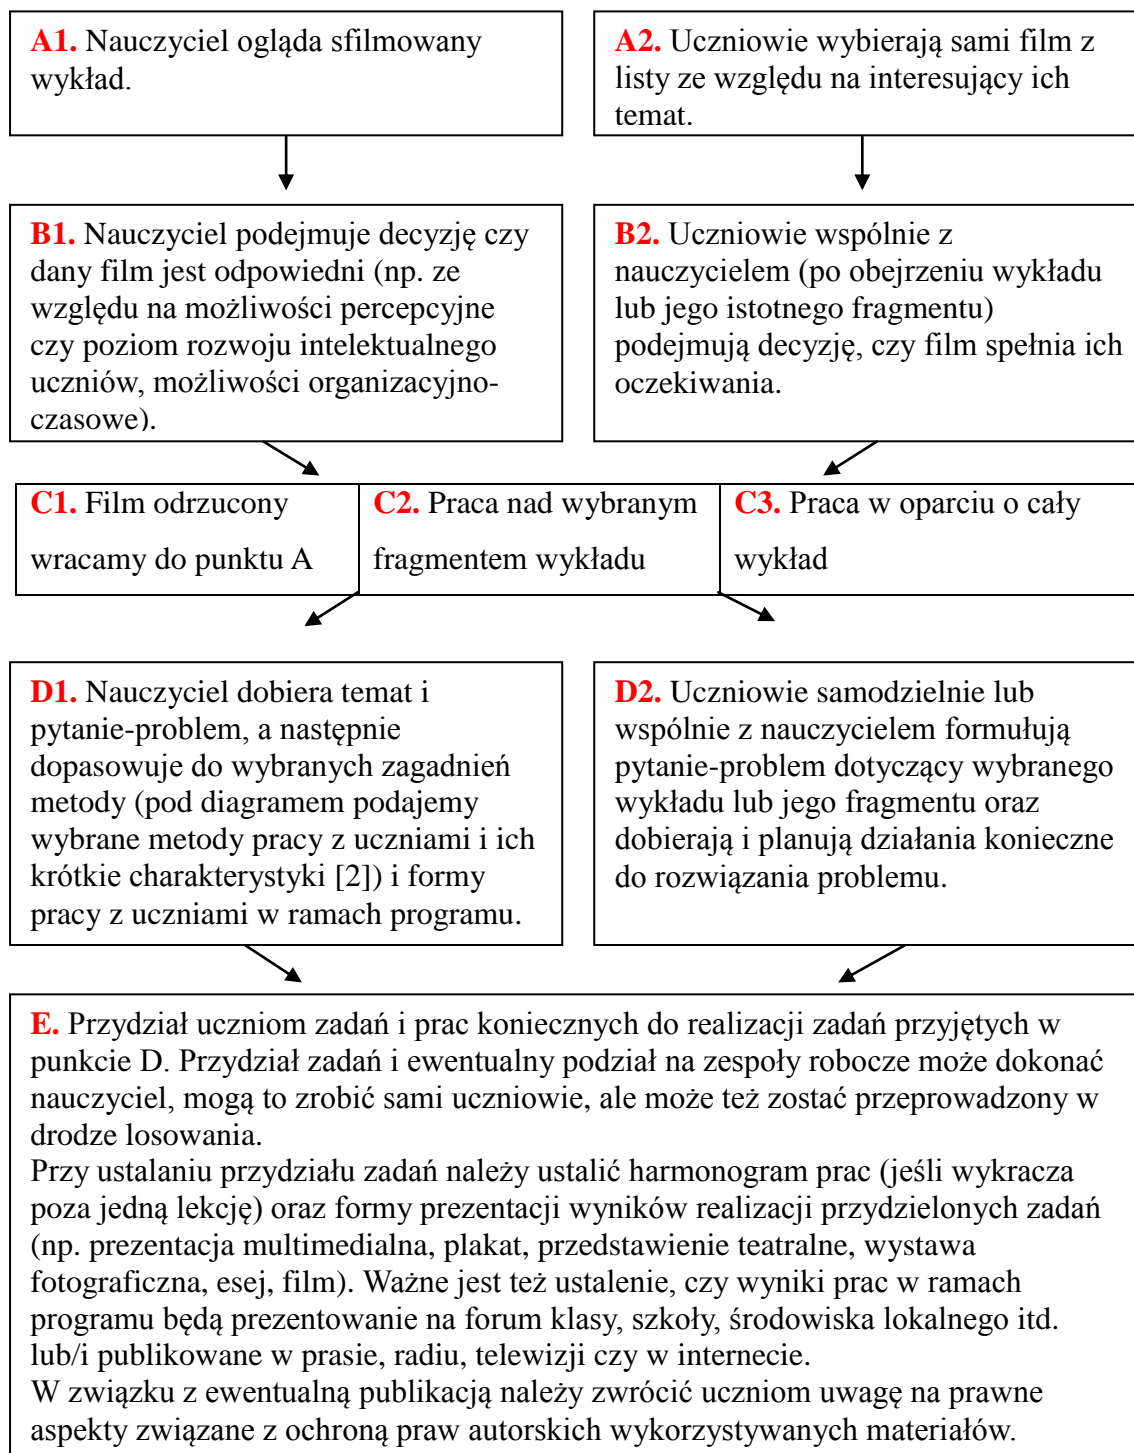 A1. Nauczyciel ogląda sfilmowany
wykład.
A2. Uczniowie wybierają sami film z
listy ze względu na interesujący ich
temat.
B1. Nauczyciel podejmuje decyzję czy
dany film jest odpowiedni (np. ze
względu na możliwości percepcyjne
czy poziom rozwoju intelektualnego
uczniów, możliwości organizacyjno-
czasowe).
B2. Uczniowie wspólnie z
nauczycielem (po obejrzeniu wykładu
lub jego istotnego fragmentu)
podejmują decyzję, czy film spełnia ich
oczekiwania.
C1. Film odrzucony
wracamy do punktu A
C2. Praca nad wybranym
fragmentem wykładu
C3. Praca w oparciu o cały
wykład
D1. Nauczyciel dobiera temat i
pytanie-problem, a następnie
dopasowuje do wybranych zagadnień
metody (pod diagramem podajemy
wybrane metody pracy z uczniami i ich
krótkie charakterystyki [2]) i formy
pracy z uczniami w ramach programu.
D2. Uczniowie samodzielnie lub
wspólnie z nauczycielem formułują
pytanie-problem dotyczący wybranego
wykładu lub jego fragmentu oraz
dobierają i planują działania konieczne
do rozwiązania problemu.
E. Przydział uczniom zadań i prac koniecznych do realizacji zadań przyjętych w
punkcie D. Przydział zadań i ewentualny podział na zespoły robocze może dokonać
nauczyciel, mogą to zrobić sami uczniowie, ale może też zostać przeprowadzony w
drodze losowania.
Przy ustalaniu przydziału zadań należy ustalić harmonogram prac (jeśli wykracza
poza jedną lekcję) oraz formy prezentacji wyników realizacji przydzielonych zadań
(np. prezentacja multimedialna, plakat, przedstawienie teatralne, wystawa
fotograficzna, esej, film). Ważne jest też ustalenie, czy wyniki prac w ramach
programu będą prezentowanie na forum klasy, szkoły, środowiska lokalnego itd.
lub/i publikowane w prasie, radiu, telewizji czy w internecie.
W związku z ewentualną publikacją należy zwrócić uczniom uwagę na prawne
aspekty związane z ochroną praw autorskich wykorzystywanych materiałów.